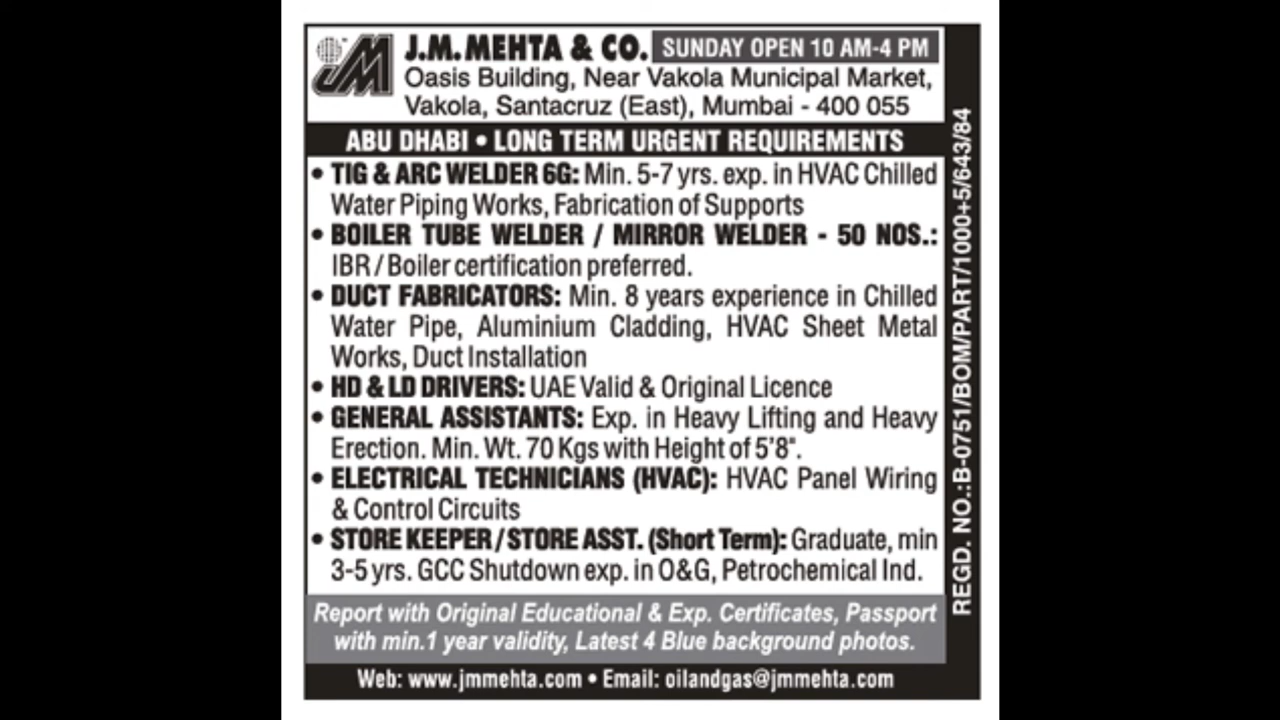 JM
J.M. MEHTA & CO. SUNDAY OPEN 10 AM-4 PM
Oasis Building, Near Vakola Municipal Market,
Vakola, Santacruz (East), Mumbai - 400 055
ABU DHABI • LONG TERM URGENT REQUIREMENTS
• TIG & ARC WELDER 6G: Min. 5-7 yrs. exp. in HVAC Chilled
Water Piping Works, Fabrication of Supports
• BOILER TUBE WELDER / MIRROR WELDER - 50 NOS.:
IBR / Boiler certification preferred.
• DUCT FABRICATORS: Min. 8 years experience in Chilled
Water Pipe, Aluminium Cladding, HVAC Sheet Metal
Works, Duct Installation
• HD & LD DRIVERS: UAE Valid & Original Licence
• GENERAL ASSISTANTS: Exp. in Heavy Lifting and Heavy
Erection. Min. Wt. 70 Kgs with Height of 5'8".
• ELECTRICAL TECHNICIANS (HVAC): HVAC Panel Wiring
& Control Circuits
• STORE KEEPER / STORE ASST. (Short Term): Graduate, min
3-5 yrs. GCC Shutdown exp. in O&G, Petrochemical Ind.
Report with Original Educational & Exp. Certificates, Passport
with min.1 year validity, Latest 4 Blue background photos.
Web: www.jmmehta.com • Email: oilandgas@jmmehta.com
REGD. NO.:B-0751/BOM/PART/1000+5/643/84